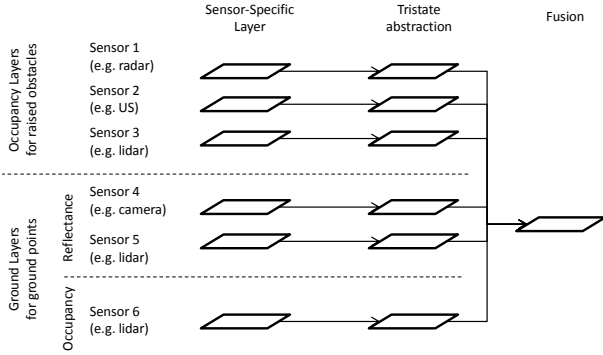 Sensor-Specific
Layer
Tristate
abstraction
Fusion
Occupancy Layers
for raised obstacles
Sensor 1
(e.g. radar)
Sensor 2
(e.g. US)
Sensor 3
(e.g. lidar)
Ground Layers
for ground points
Reflectance
Sensor 4
(e.g. camera)
Sensor 5
(e.g. lidar)
Occupancy
Sensor 6
(e.g. lidar)